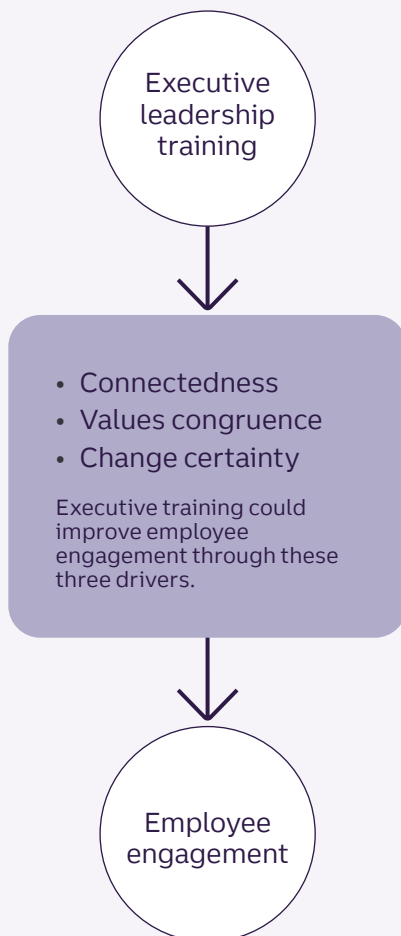 Executive
leadership
training
• Connectedness
• Values congruence
• Change certainty
Executive training could
improve employee
engagement through these
three drivers.
Employee
engagement